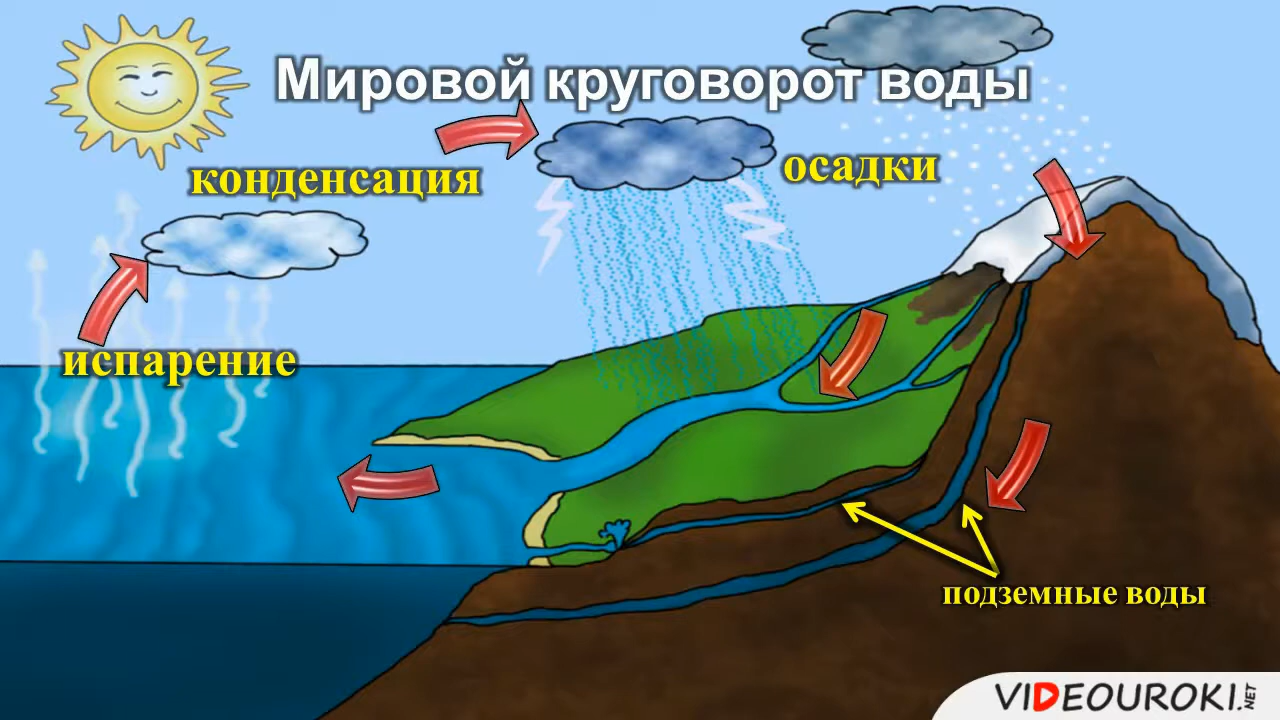 Мировой круговорот воды
конденсация
осадки
испарение
подземные воды
VIDEOUROKI.NET